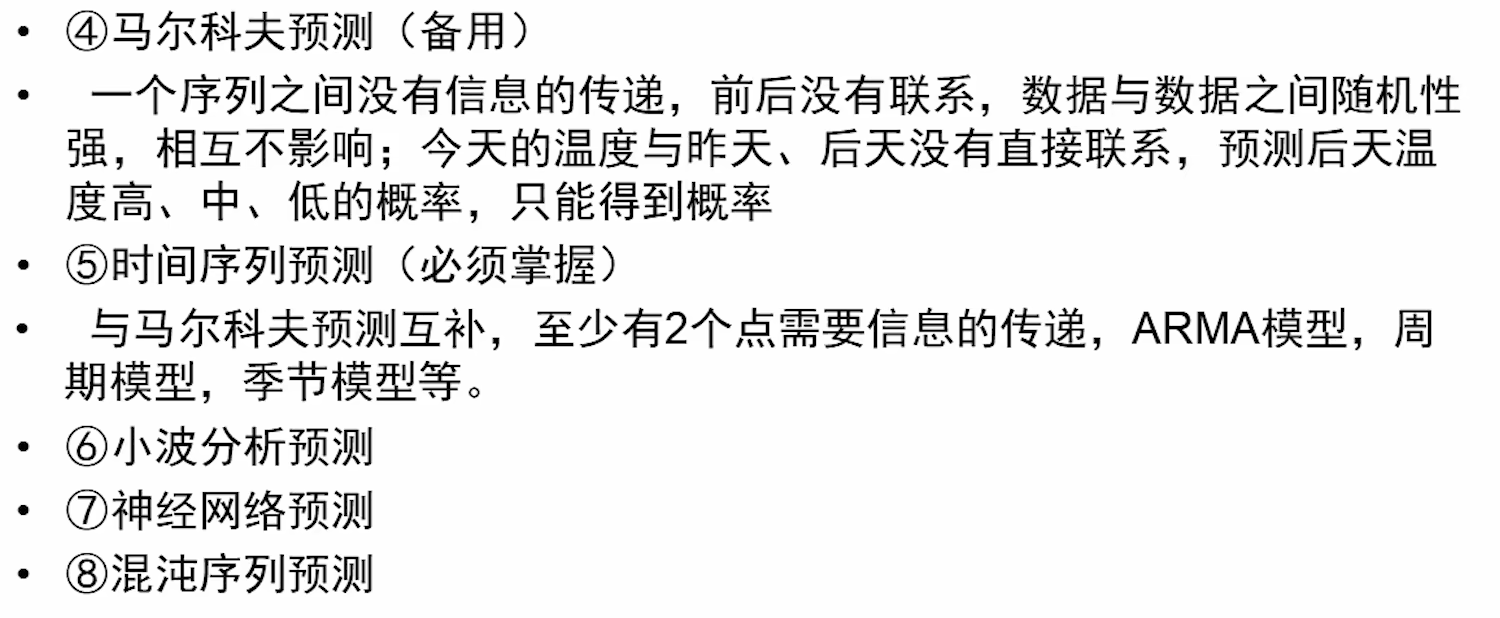 • ④马尔科夫预测（备用）
• 一个序列之间没有信息的传递，前后没有联系，数据与数据之间随机性
强，相互不影响；今天的温度与昨天、后天没有直接联系，预测后天温
度高、中、低的概率，只能得到概率
• ⑤时间序列预测（必须掌握）
• 与马尔科夫预测互补，至少有2个点需要信息的传递，ARMA模型，周
期模型，季节模型等。
• ⑥小波分析预测
• ⑦神经网络预测
• ⑧混沌序列预测